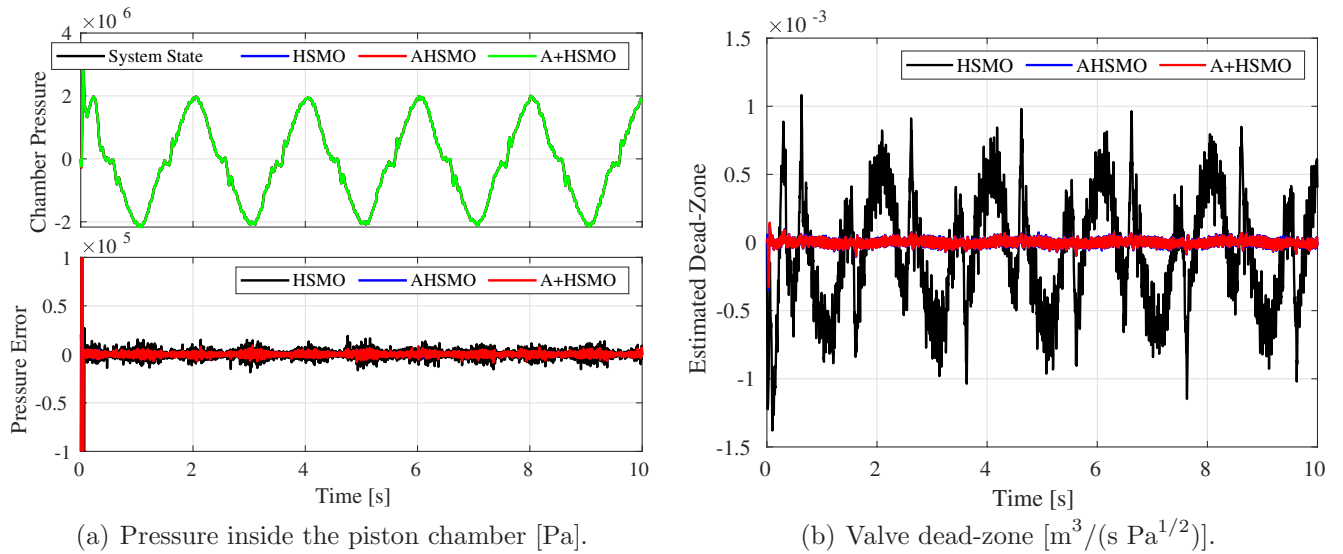 ×10^6
System State HSMO AHSMO A+HSMO
Chamber Pressure
2
0
-2
×10^5
HSMO AHSMO A+HSMO
Pressure Error
1
0.5
0
-0.5
-1
0 2 4 6 8 10
Time [s]
(a) Pressure inside the piston chamber [Pa].
×10^-3
HSMO AHSMO A+HSMO
Estimated Dead-Zone
1.5
1
0.5
0
-0.5
-1
-1.5
0 2 4 6 8 10
Time [s]
(b) Valve dead-zone [m^3/(s Pa^1/2)].